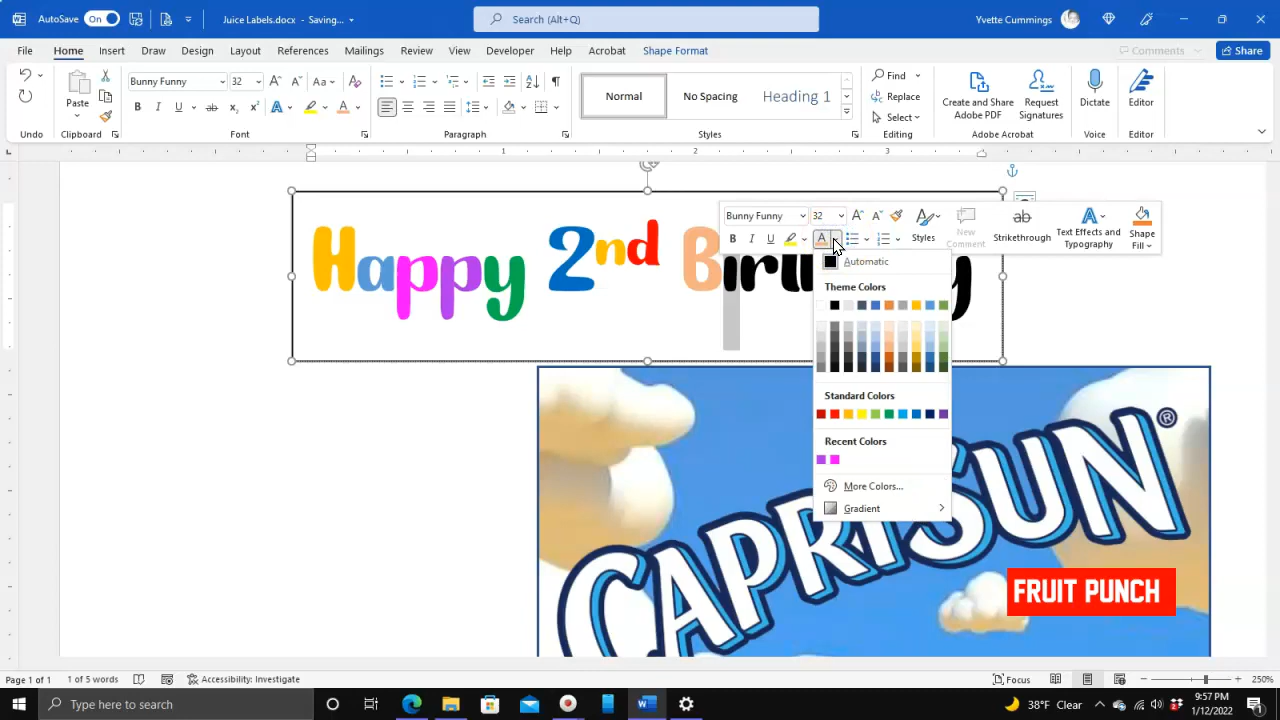 AutoSave On
Juice Labels.docx - Saving...
Search (Alt+Q)
Yvette Cummings
File Home Insert Draw Design Layout References Mailings Review View Developer Help Acrobat Shape Format
Comments Share
Paste
Bunny Funny 32
Normal
No Spacing
Heading 1
Find
Replace
Select
Create and Share Adobe PDF
Request Signatures
Dictate
Editor
Undo Clipboard Font Paragraph Styles Editing Adobe Acrobat Voice Editor
1 2 3
Bunny Funny 32
Styles
New Comment
Strikethrough
Text Effects and Typography
Shape Fill
Happy 2nd
Automatic
Theme Colors
Standard Colors
Recent Colors
More Colors...
Gradient
CAPRISUN®
FRUIT PUNCH
Page 1 of 1 1 of 5 words Accessibility: Investigate Focus 250%
Type here to search
38°F Clear
9:57 PM
1/12/2022